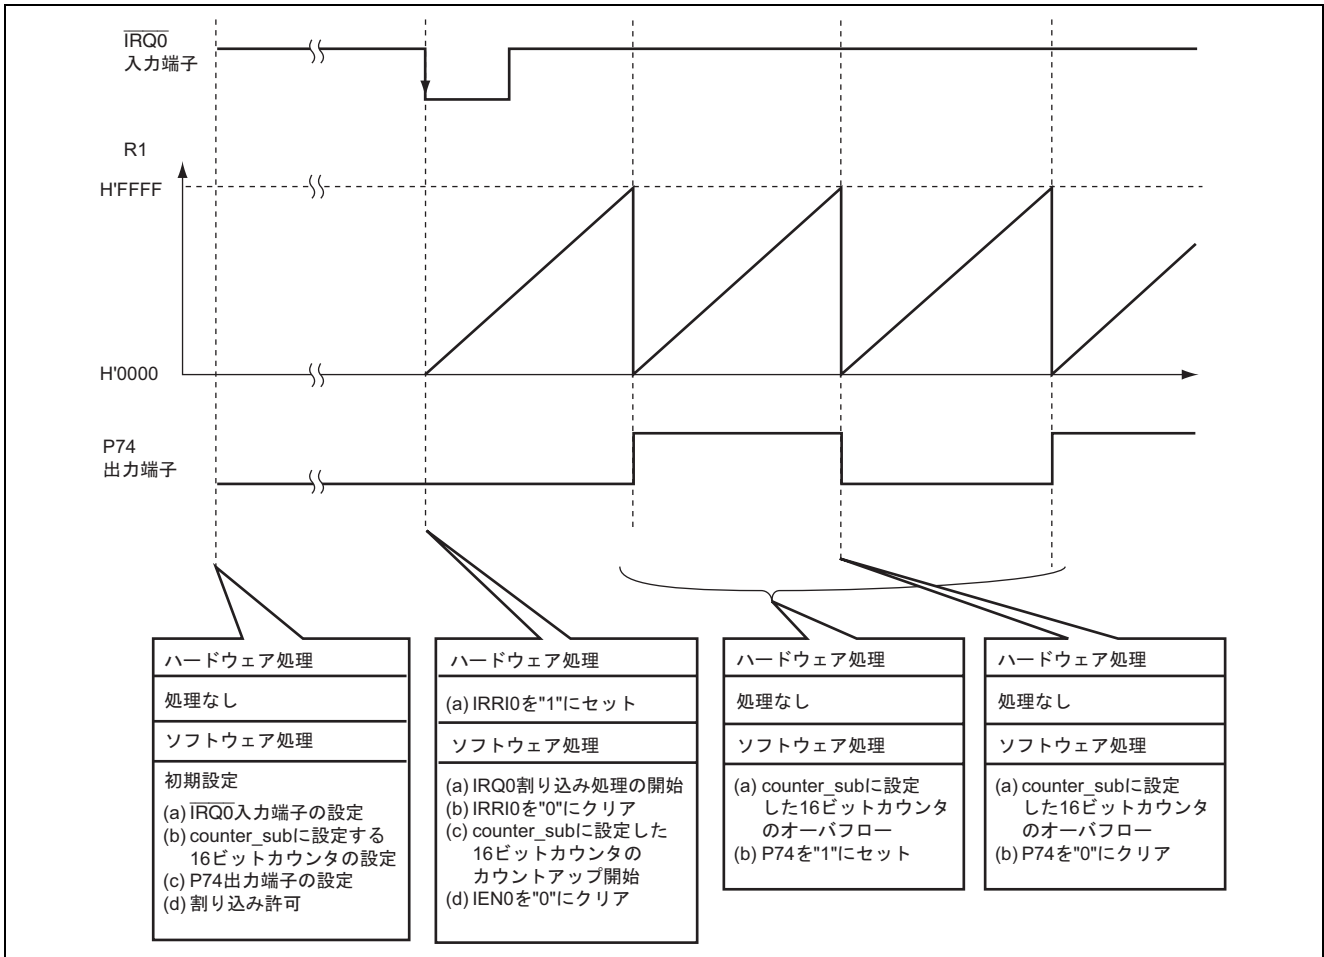 IRQ0
入力端子
R1
H'FFFF
H'0000
P74
出力端子
ハードウェア処理
処理なし
ソフトウェア処理
初期設定
(a) IRQ0入力端子の設定
(b) counter_subに設定する
16ビットカウンタの設定
(c) P74出力端子の設定
(d) 割り込み許可
ハードウェア処理
(a) IRRI0を"1"にセット
ソフトウェア処理
(a) IRQ0割り込み処理の開始
(b) IRRI0を"0"にクリア
(c) counter_subに設定した
16ビットカウンタの
カウントアップ開始
(d) IEN0を"0"にクリア
ハードウェア処理
処理なし
ソフトウェア処理
(a) counter_subに設定
した16ビットカウンタ
のオーバフロー
(b) P74を"1"にセット
ハードウェア処理
処理なし
ソフトウェア処理
(a) counter_subに設定
した16ビットカウンタ
のオーバフロー
(b) P74を"0"にクリア